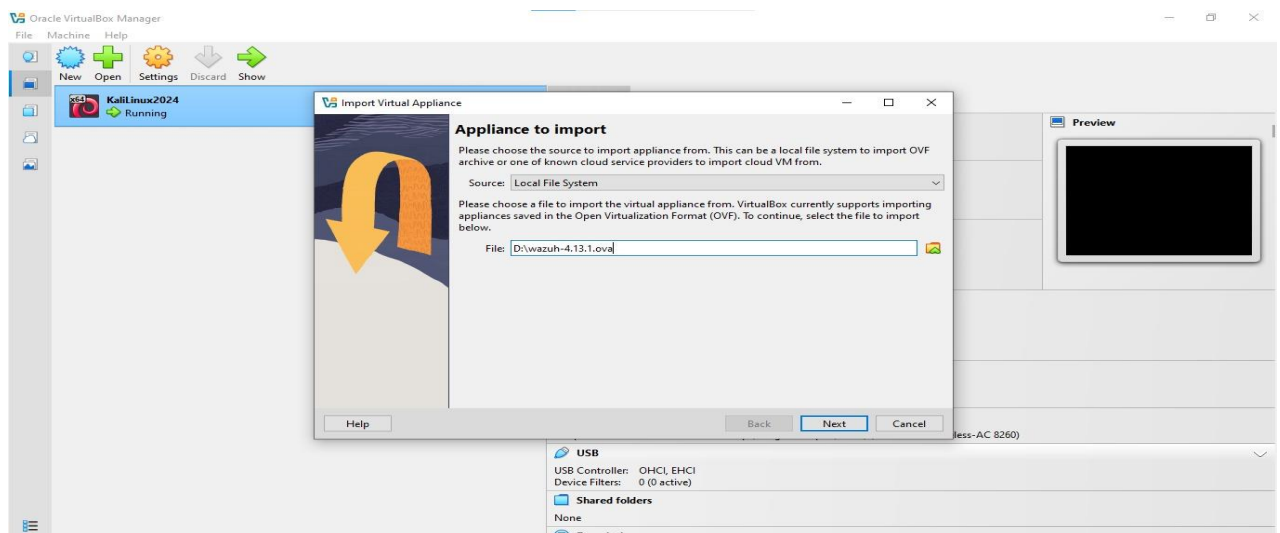 Oracle VirtualBox Manager
File Machine Help
New Open Settings Discard Show
x64
KaliLinux2024
Running
Import Virtual Appliance
Appliance to import
Please choose the source to import appliance from. This can be a local file system to import OVF
archive or one of known cloud service providers to import cloud VM from.
Source: Local File System
Please choose a file to import the virtual appliance from. VirtualBox currently supports importing
appliances saved in the Open Virtualization Format (OVF). To continue, select the file to import
below.
File: D:\wazuh-4.13.1.ova
Help Back Next Cancel
Preview
less-AC 8260)
USB
USB Controller: OHCI, EHCI
Device Filters: 0 (0 active)
Shared folders
None